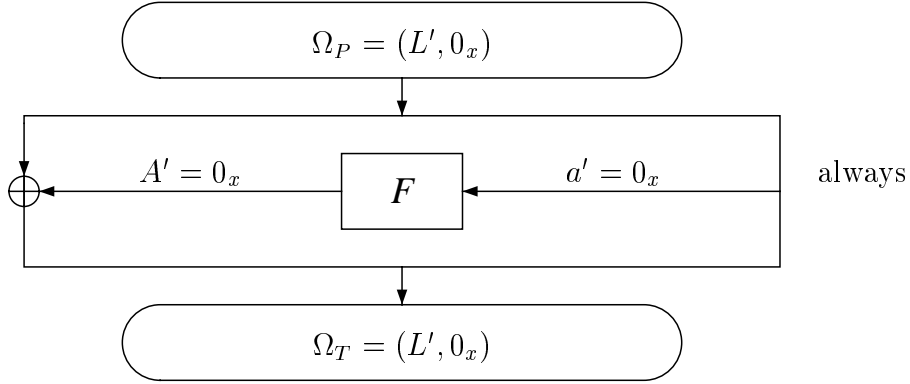 Ω_P = (L′, 0_x)
A′ = 0_x
F
a′ = 0_x
always
Ω_T = (L′, 0_x)